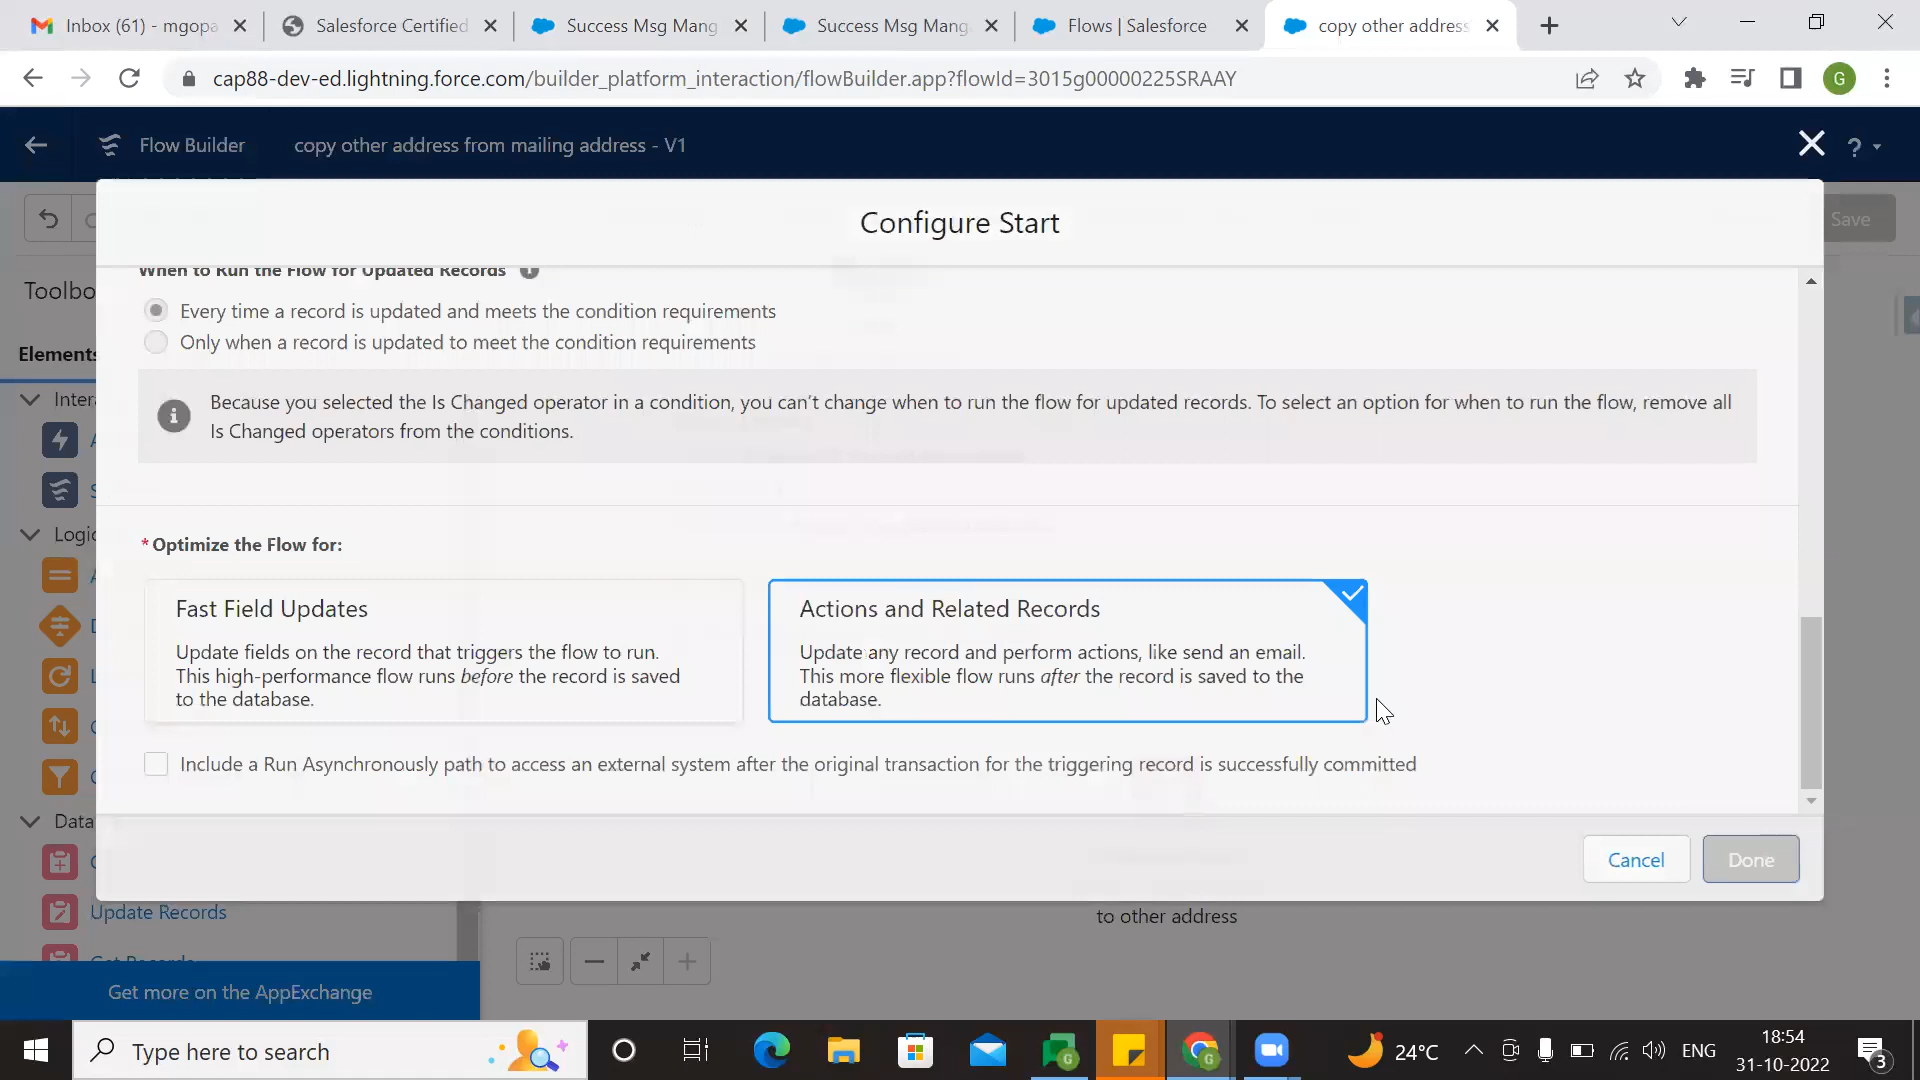 Inbox (61) - mgopa
Salesforce Certified
Success Msg Mang
Success Msg Mang
Flows | Salesforce
copy other address
cap88-dev-ed.lightning.force.com/builder_platform_interaction/flowBuilder.app?flowId=3015g00000225SRAAY
G
Flow Builder
copy other address from mailing address - V1
?
Configure Start
Save
Toolbo
When to Run the Flow for Updated Records
Every time a record is updated and meets the condition requirements
Only when a record is updated to meet the condition requirements
Elements
Inter
Because you selected the Is Changed operator in a condition, you can't change when to run the flow for updated records. To select an option for when to run the flow, remove all
Is Changed operators from the conditions.
Logic
* Optimize the Flow for:
Fast Field Updates
Update fields on the record that triggers the flow to run.
This high-performance flow runs before the record is saved
to the database.
Actions and Related Records
Update any record and perform actions, like send an email.
This more flexible flow runs after the record is saved to the
database.
Include a Run Asynchronously path to access an external system after the original transaction for the triggering record is successfully committed
Data
Cancel
Done
Update Records
to other address
Get Records
Get more on the AppExchange
Type here to search
24°C
ENG
18:54
31-10-2022
3